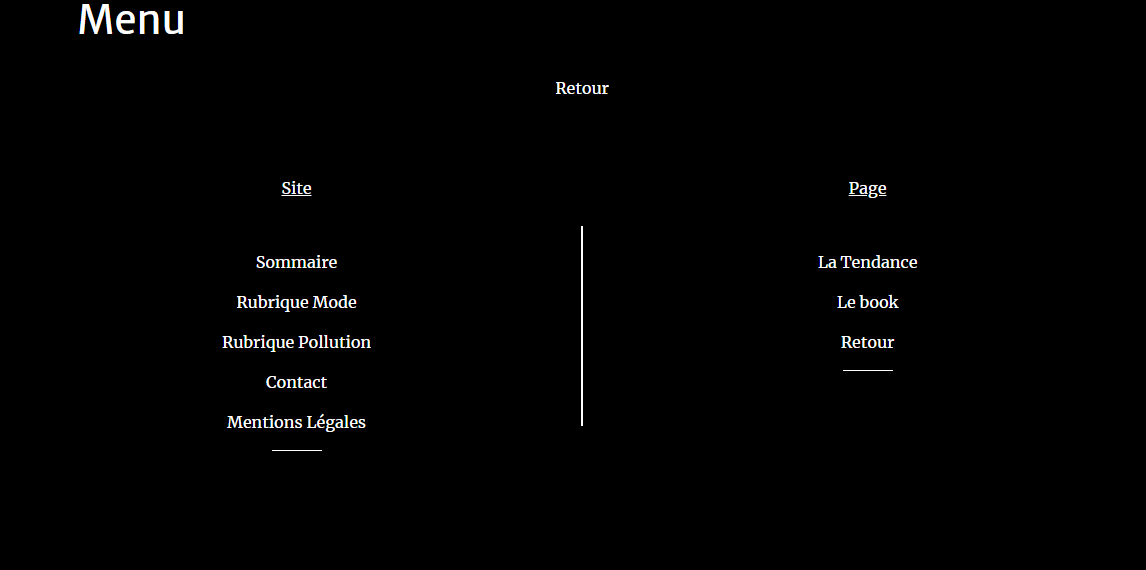 Menu
Retour
Site
Sommaire
Rubrique Mode
Rubrique Pollution
Contact
Mentions Légales
Page
La Tendance
Le book
Retour